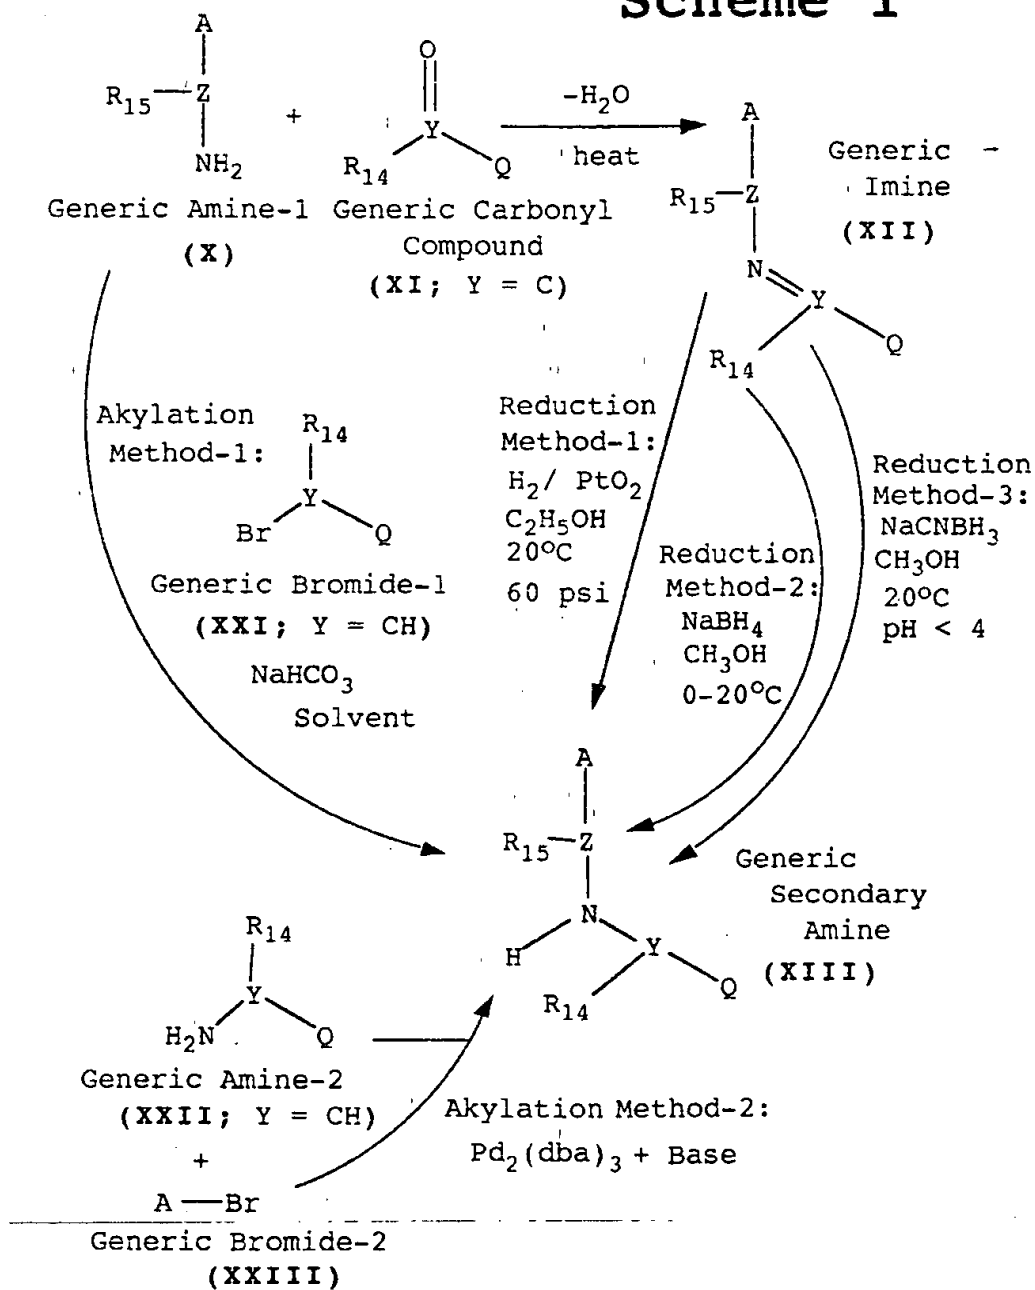 Scheme 1
A
R15 Z
NH2
Generic Amine-1
(X)
+
O
Y
R14 Q
Generic Carbonyl
Compound
(XI; Y = C)
-H2O
heat
A
R15 Z
N
Y
R14 Q
Generic
Imine
(XII)
Akylation
Method-1:
R14
Y
Br Q
Generic Bromide-1
(XXI; Y = CH)
NaHCO3
Solvent
Reduction
Method-1:
H2/ PtO2
C2H5OH
20°C
60 psi
Reduction
Method-2:
NaBH4
CH3OH
0-20°C
Reduction
Method-3:
NaCNBH3
CH3OH
20°C
pH < 4
A
R15 Z
N
H Y
R14 Q
Generic
Secondary
Amine
(XIII)
R14
Y
H2N Q
Generic Amine-2
(XXII; Y = CH)
+
A Br
Generic Bromide-2
(XXIII)
Akylation Method-2:
Pd2(dba)3 + Base